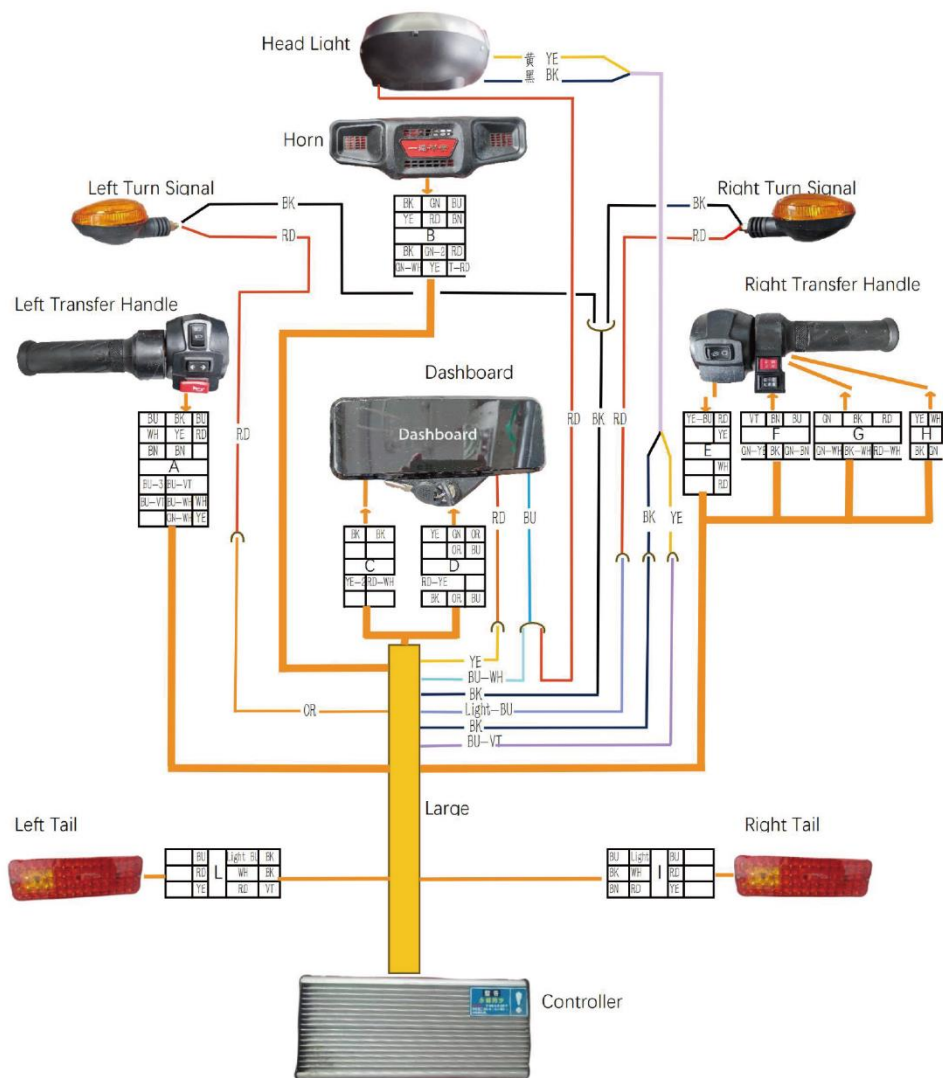 Head Light
黄 YE
黑 BK
Horn
Left Turn Signal
BK
RD
BK GN BU
YE RD BN
B
BK GN-2 RD
GN-WH YE T-RD
Right Turn Signal
BK
RD
Left Transfer Handle
Right Transfer Handle
Dashboard
Dashboard
BU BK BU
WH YE RD
BN BN
A
BU-3 BU-VT
BU-VT BU-WH WH
GN-WH YE
RD
RD
BK
RD
YE-BU RD
YE
E
WH
RD
VT BN BU
F
GN-YE BK GN-BN
GN BK RD
G
GN-WH BK-WH RD-WH
YE WH
H
BK GN
RD
BU
BK
YE
BK BK
C
YE-2 RD-WH
YE GN OR
OR BU
D
RD-YE
BK OR BU
YE
BU-WH
BK
OR
Light-BU
BK
BU-VT
Large
Left Tail
Right Tail
BU Light BU BK
RD L WH BK
YE RD VT
BU Light BU
BK WH I RD
BN RD YE
Controller